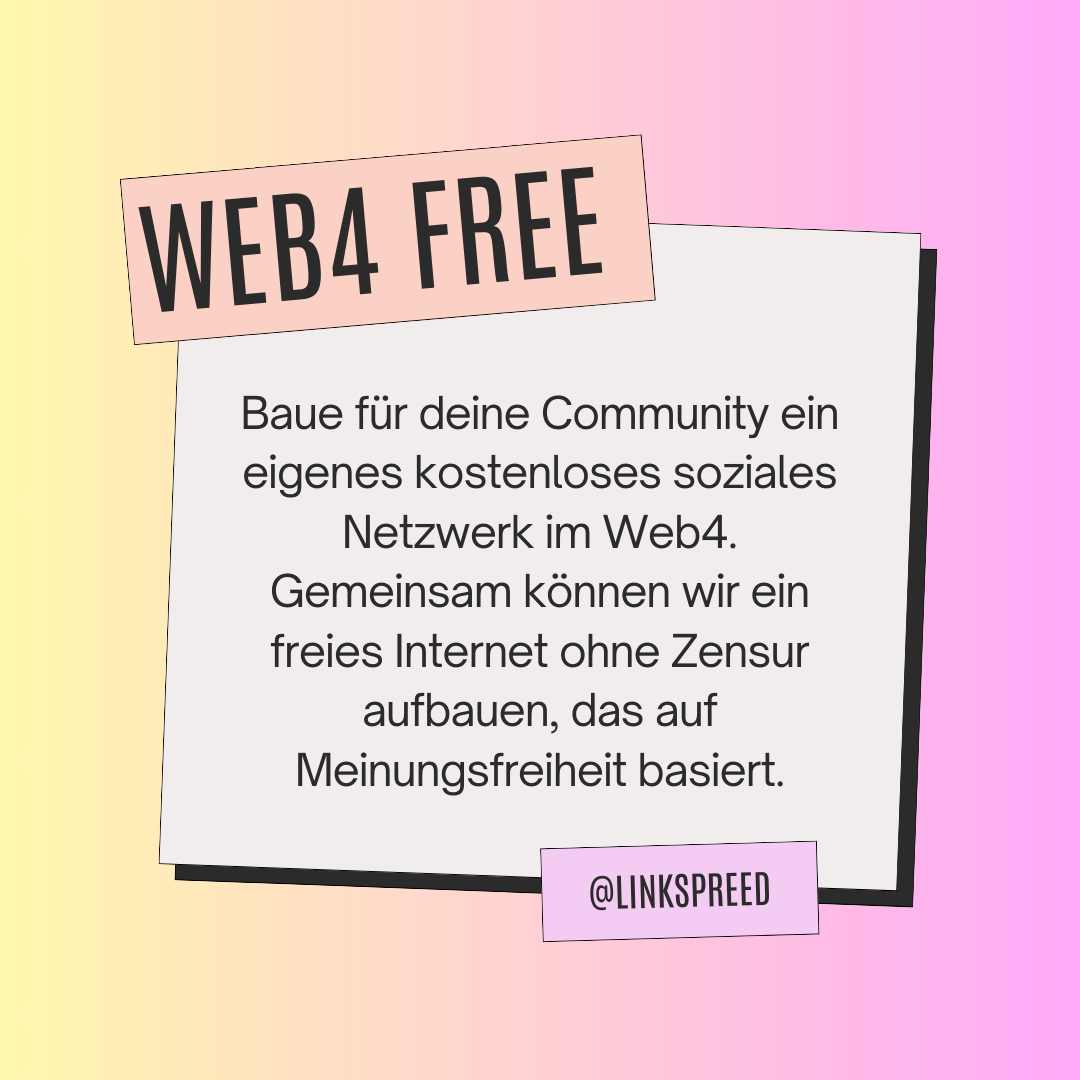 WEB4 FREE
Baue für deine Community ein
eigenes kostenloses soziales
Netzwerk im Web4.
Gemeinsam können wir ein
freies Internet ohne Zensur
aufbauen, das auf
Meinungsfreiheit basiert.
@LINKSPREED